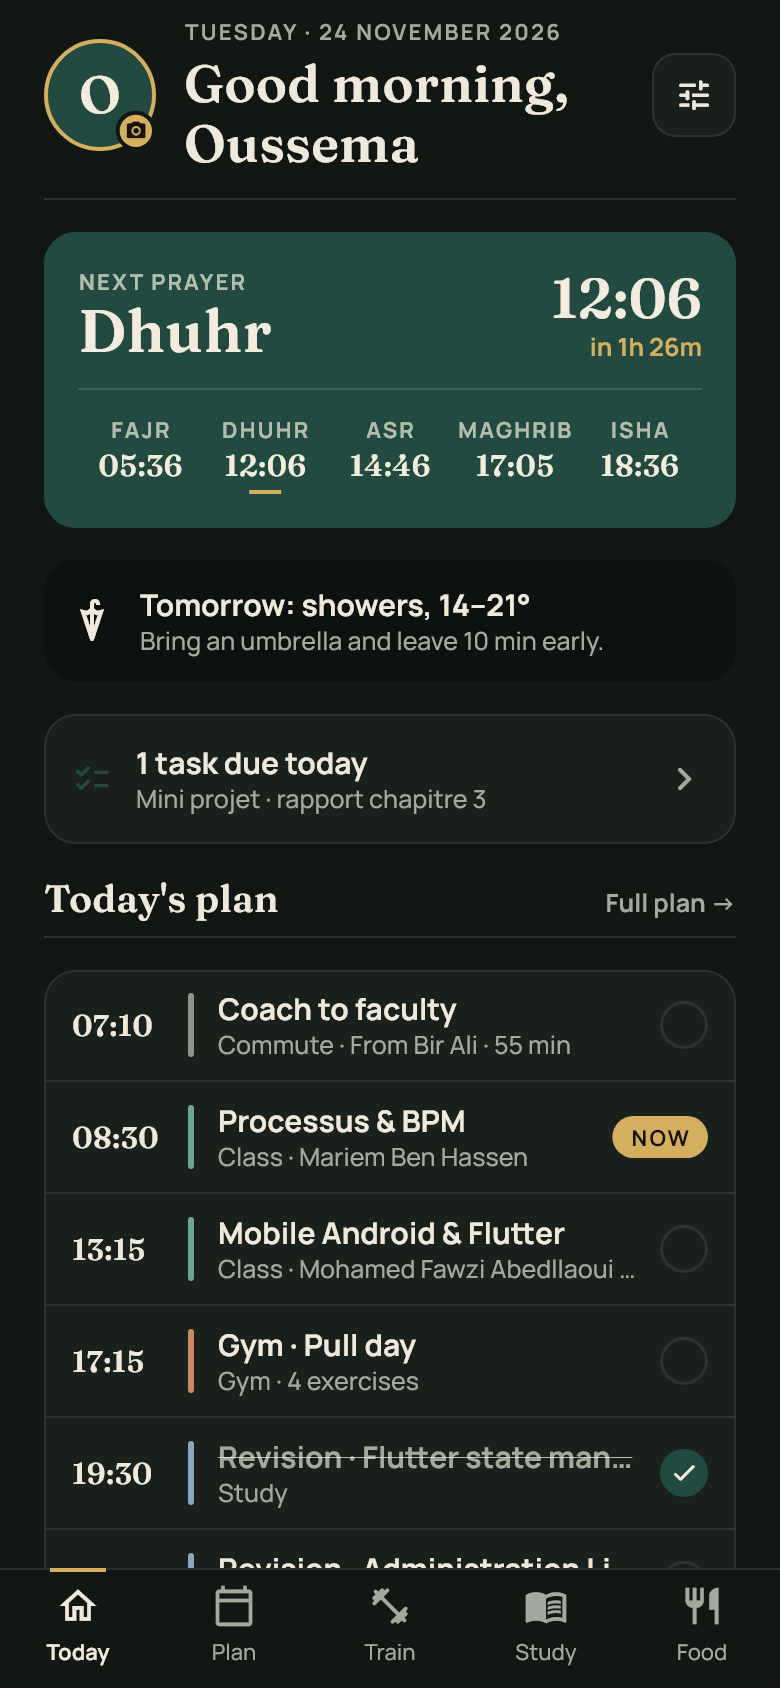 TUESDAY · 24 NOVEMBER 2026
O
Good morning,
Oussema
NEXT PRAYER
Dhuhr
12:06
in 1h 26m
FAJR DHUHR ASR MAGHRIB ISHA
05:36 12:06 14:46 17:05 18:36
Tomorrow: showers, 14–21°
Bring an umbrella and leave 10 min early.
1 task due today
Mini projet · rapport chapitre 3
Today's plan
Full plan →
07:10
Coach to faculty
Commute · From Bir Ali · 55 min
08:30
Processus & BPM
Class · Mariem Ben Hassen
NOW
13:15
Mobile Android & Flutter
Class · Mohamed Fawzi Abedllaoui ...
17:15
Gym · Pull day
Gym · 4 exercises
19:30
Revision · Flutter state man...
Study
Revision · Administration Li
Today Plan Train Study Food